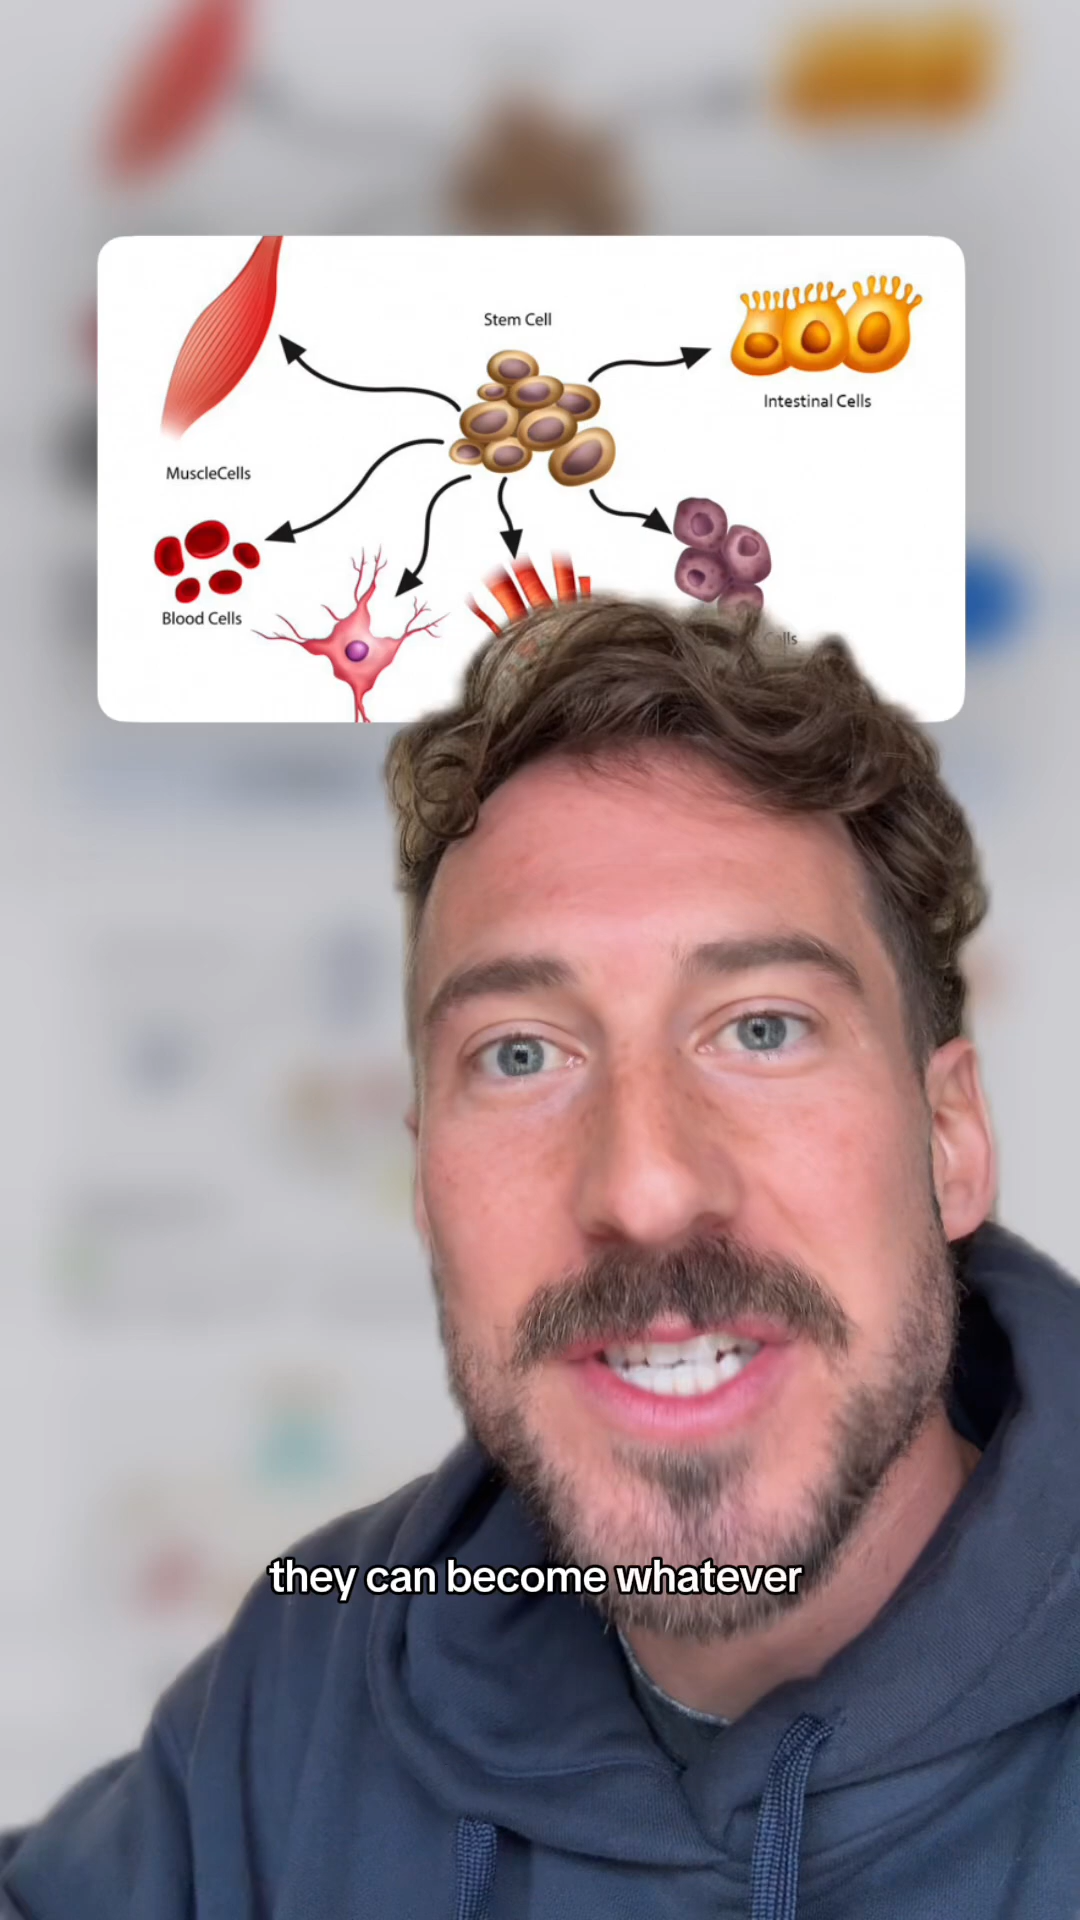 Stem Cell
Intestinal Cells
MuscleCells
Blood Cells
they can become whatever